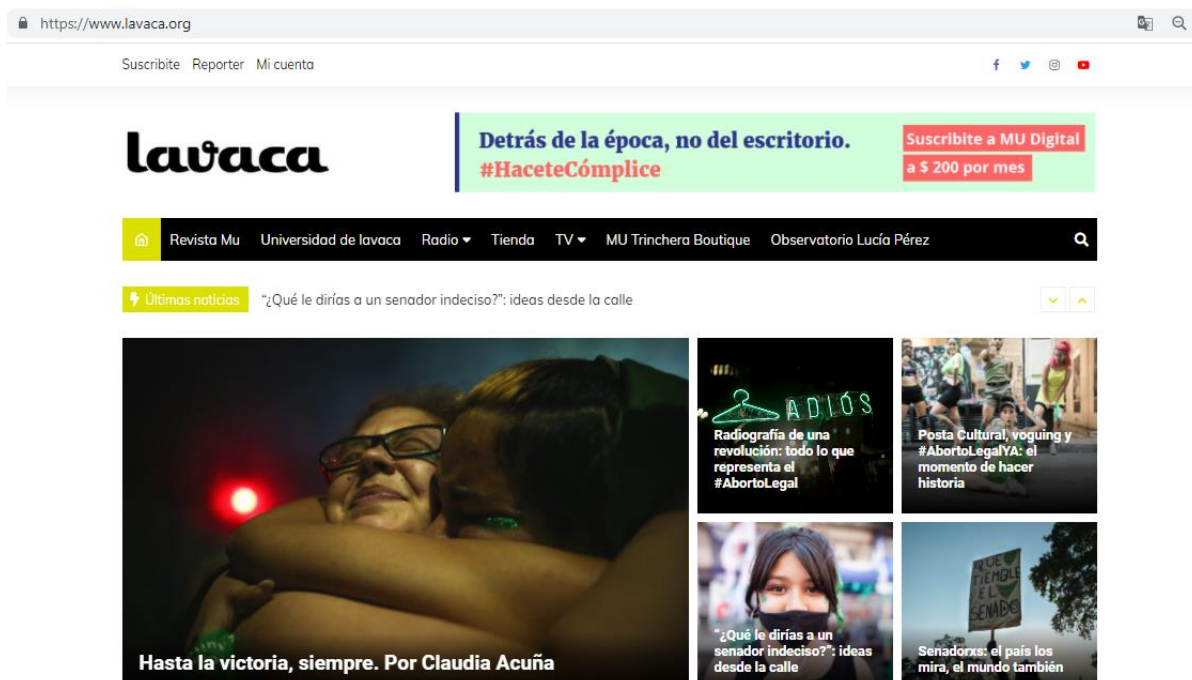 https://www.lavaca.org
Suscribite Reporter Mi cuenta
lavaca
Detrás de la época, no del escritorio.
#HaceteCómplice
Suscribite a MU Digital
a $ 200 por mes
Revista Mu Universidad de lavaca Radio Tienda TV MU Trinchera Boutique Observatorio Lucía Pérez
Últimas noticias "¿Qué le dirías a un senador indeciso?": ideas desde la calle
Hasta la victoria, siempre. Por Claudia Acuña
ADIÓS
Radiografía de una
revolución: todo lo que
representa el
#AbortoLegal
Posta Cultural, voguing y
#AbortoLegalYA: el
momento de hacer
historia
"¿Qué le dirías a un
senador indeciso?": ideas
desde la calle
QUE
TIEMBLE
EL
SENADO
Senadorxs: el país los
mira, el mundo también